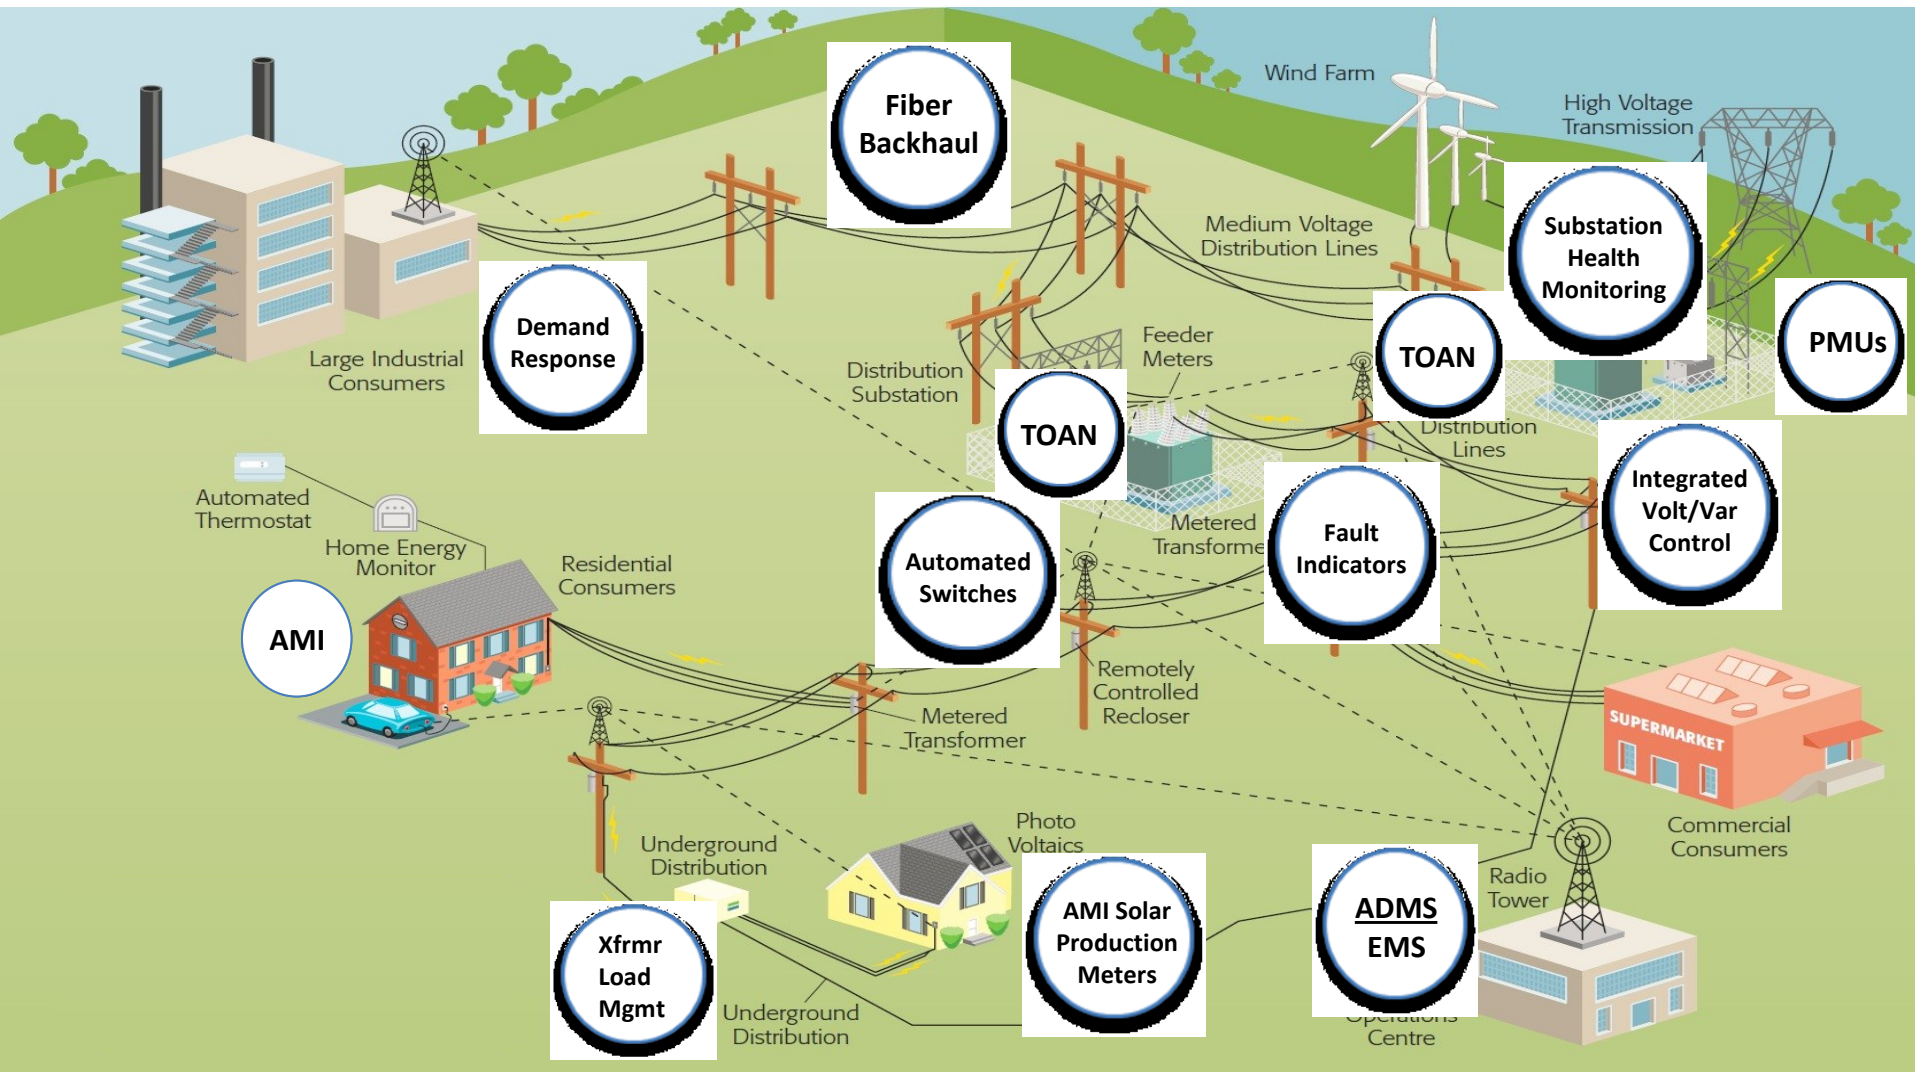 Fiber
Backhaul
Wind Farm
High Voltage
Transmission
Substation
Health
Monitoring
Medium Voltage
Distribution Lines
PMUs
Demand
Response
Large Industrial
Consumers
Feeder
Meters
TOAN
Distribution
Substation
TOAN
Distribution
Lines
Integrated
Volt/Var
Control
Automated
Thermostat
Home Energy
Monitor
Residential
Consumers
Automated
Switches
Metered
Transforme
Fault
Indicators
AMI
Remotely
Controlled
Recloser
Metered
Transformer
SUPERMARKET
Commercial
Consumers
Underground
Distribution
Photo
Voltaics
Radio
Tower
Xfrmr
Load
Mgmt
AMI Solar
Production
Meters
ADMS
EMS
Underground
Distribution
Operations
Centre